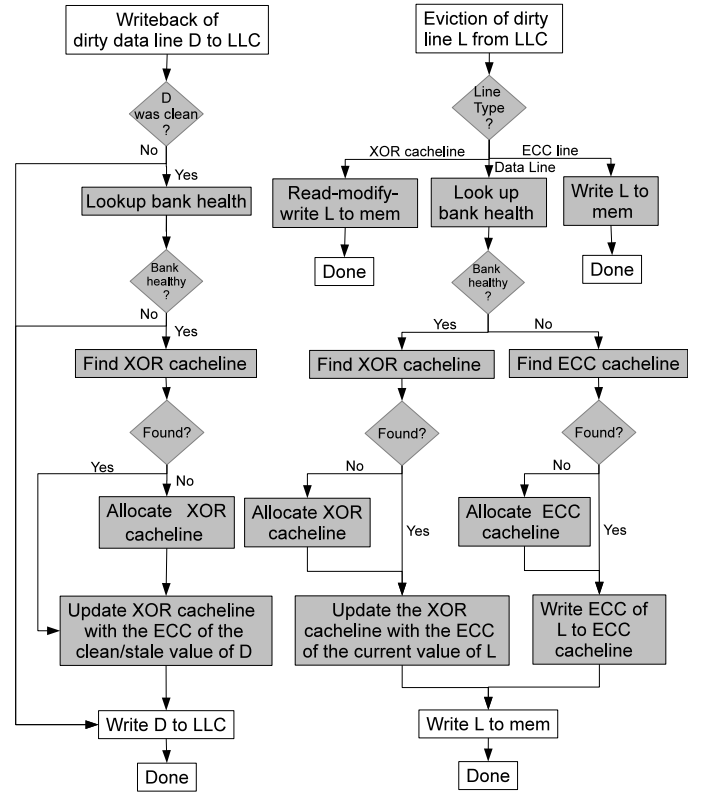 Writeback of
dirty data line D to LLC
D
was clean
?
No
Yes
Lookup bank health
Bank
healthy
?
No
Yes
Find XOR cacheline
Found?
Yes
No
Allocate XOR
cacheline
Update XOR cacheline
with the ECC of the
clean/stale value of D
Write D to LLC
Done
Eviction of dirty
line L from LLC
Line
Type
?
XOR cacheline
Data Line
ECC line
Read-modify-
write L to mem
Done
Look up
bank health
Write L to
mem
Done
Bank
healthy
?
Yes
No
Find XOR cacheline
Found?
No
Allocate XOR
cacheline
Yes
Update the XOR
cacheline with the ECC
of the current value of L
Find ECC cacheline
Found?
No
Allocate ECC
cacheline
Yes
Write ECC of
L to ECC
cacheline
Write L to mem
Done